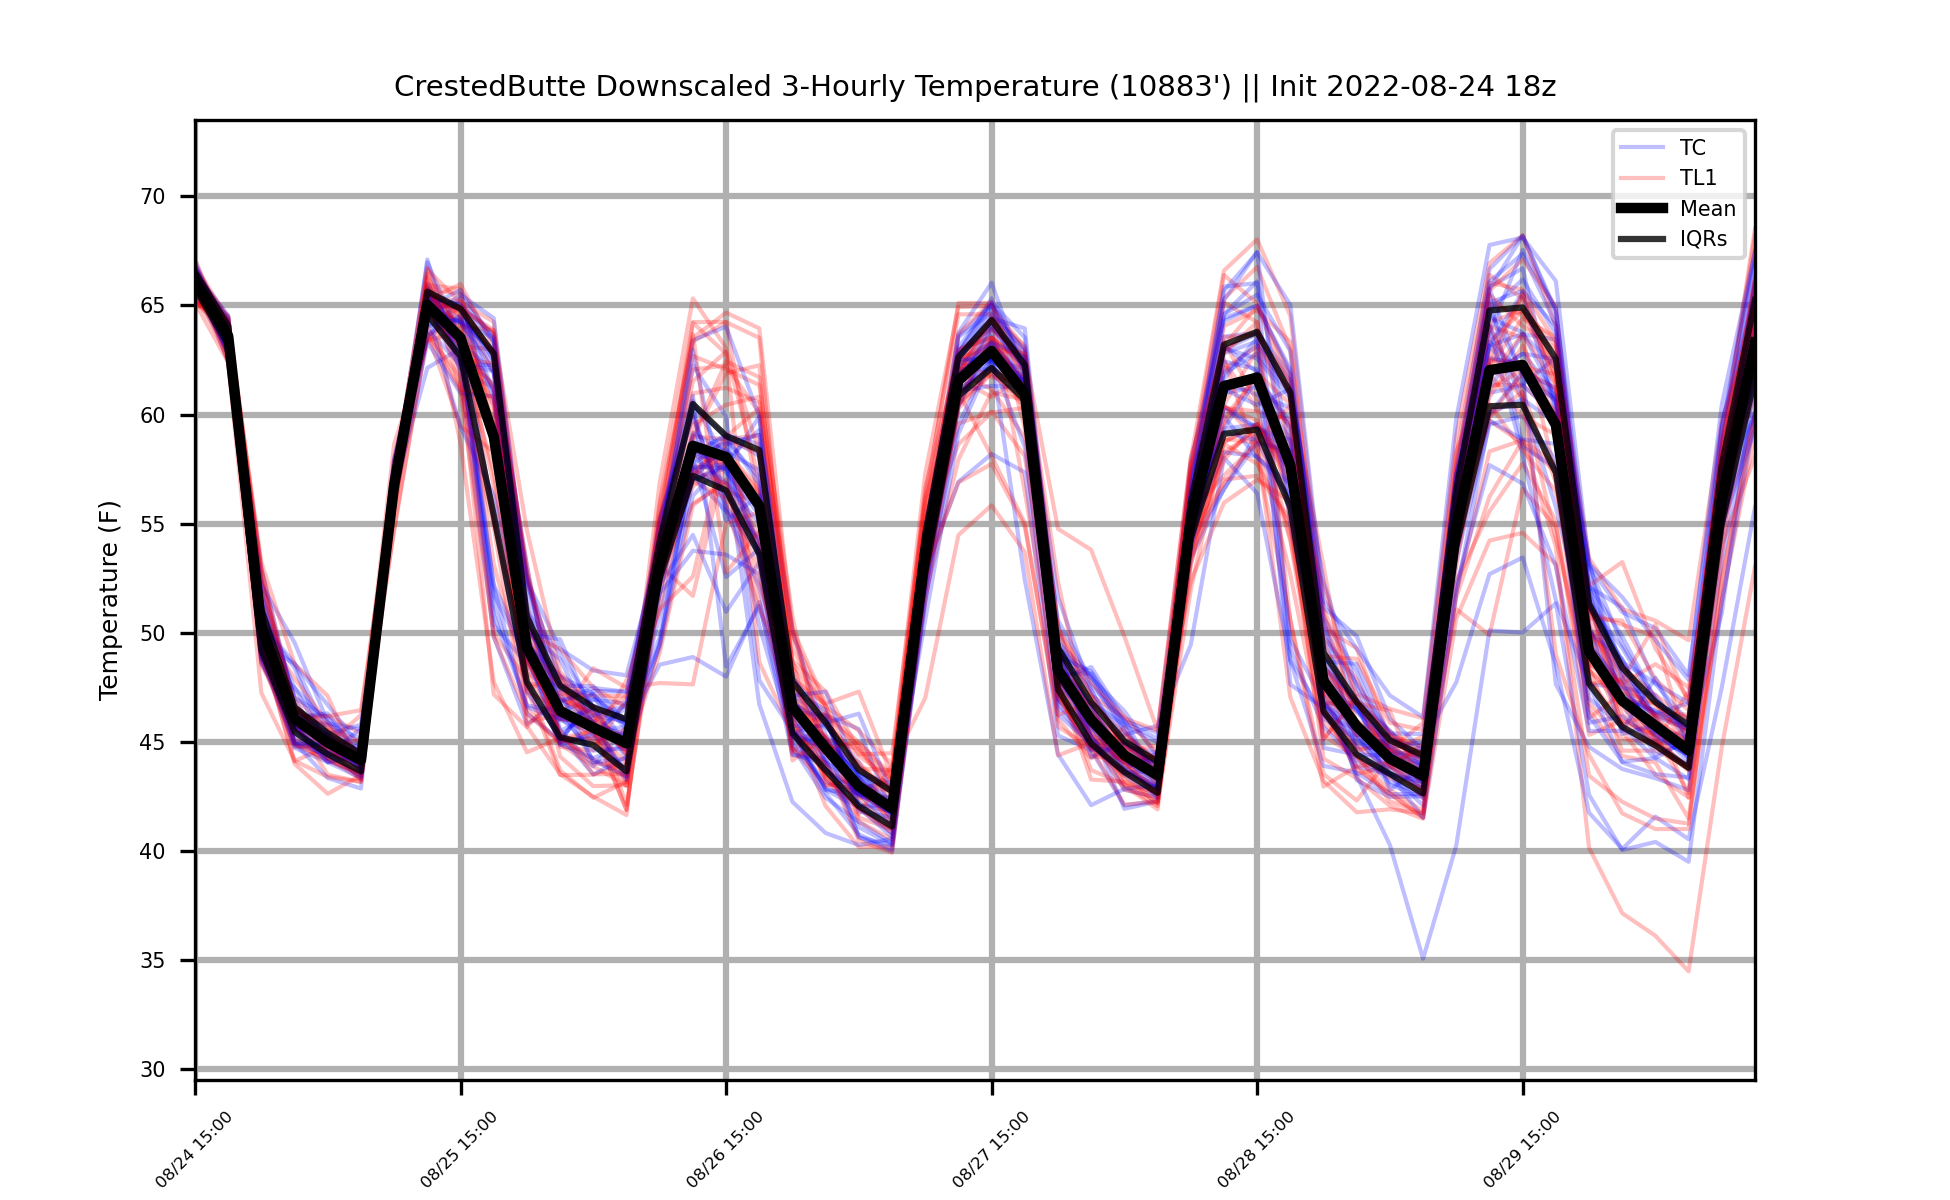 CrestedButte Downscaled 3-Hourly Temperature (10883') || Init 2022-08-24 18z
TC
TL1
Mean
IQRs
Temperature (F)
70
65
60
55
50
45
40
35
30
08/24 15:00
08/25 15:00
08/26 15:00
08/27 15:00
08/28 15:00
08/29 15:00